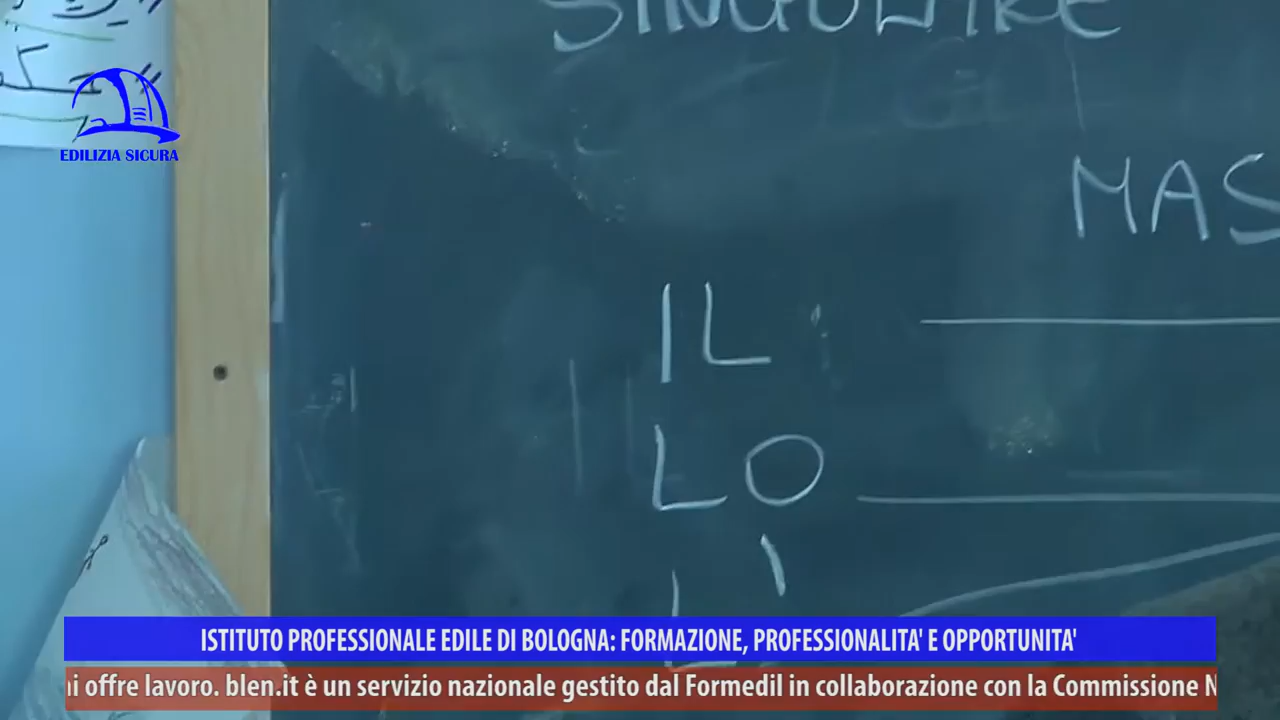 SINGOLARE
EDILIZIA SICURA
MAS
IL
LO
L'
ISTITUTO PROFESSIONALE EDILE DI BOLOGNA: FORMAZIONE, PROFESSIONALITA' E OPPORTUNITA'
i offre lavoro. blen.it è un servizio nazionale gestito dal Formedil in collaborazione con la Commissione N